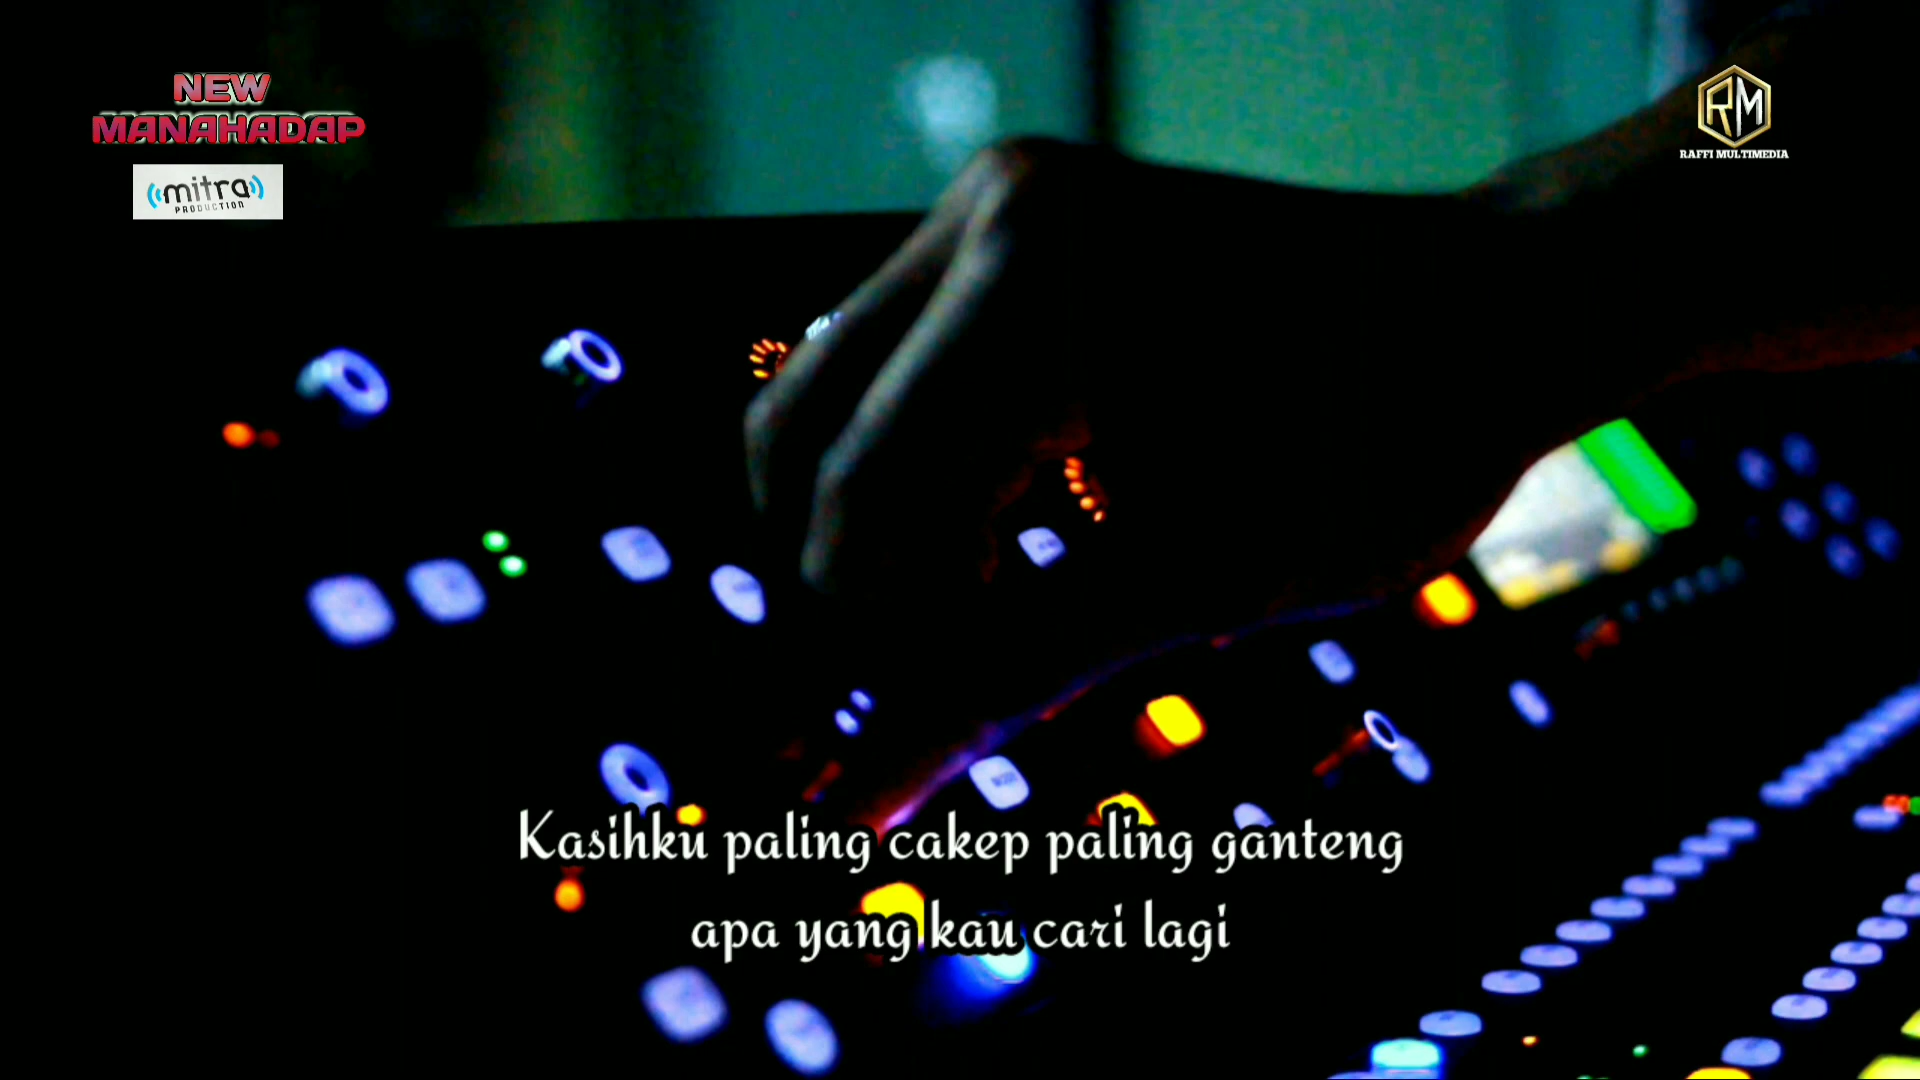 NEW
MANAHADAP
mitra
PRODUCTION
RM
RAFFI MULTIMEDIA
Kasihku paling cakep paling ganteng
apa yang kau cari lagi